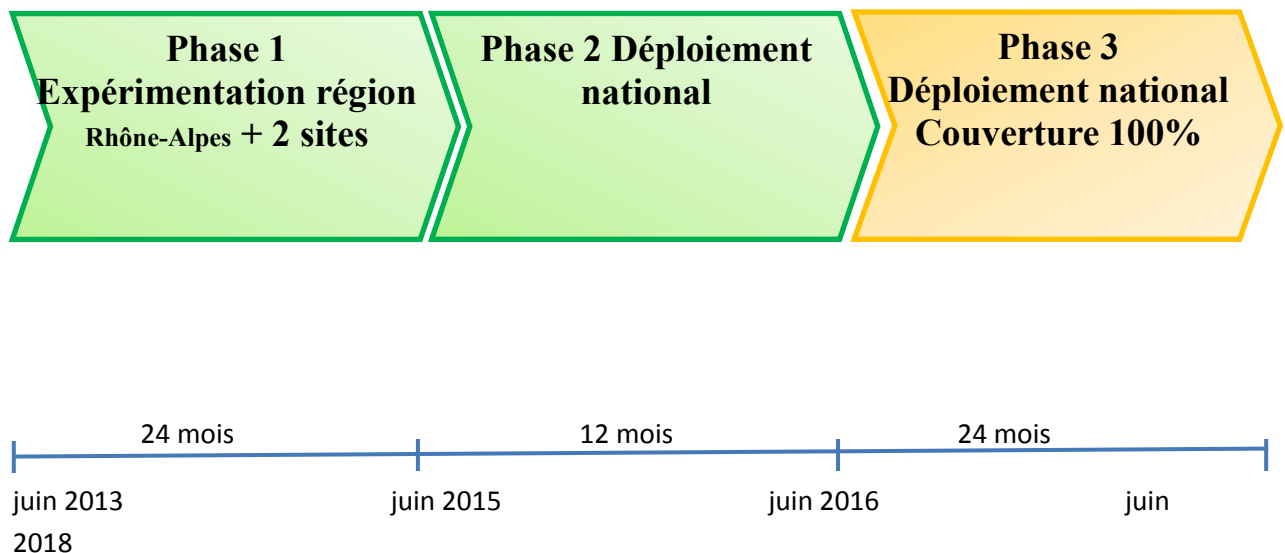 Phase 1
Expérimentation région
Rhône-Alpes + 2 sites
Phase 2 Déploiement
national
Phase 3
Déploiement national
Couverture 100%
24 mois
12 mois
24 mois
juin 2013
juin 2015
juin 2016
juin
2018